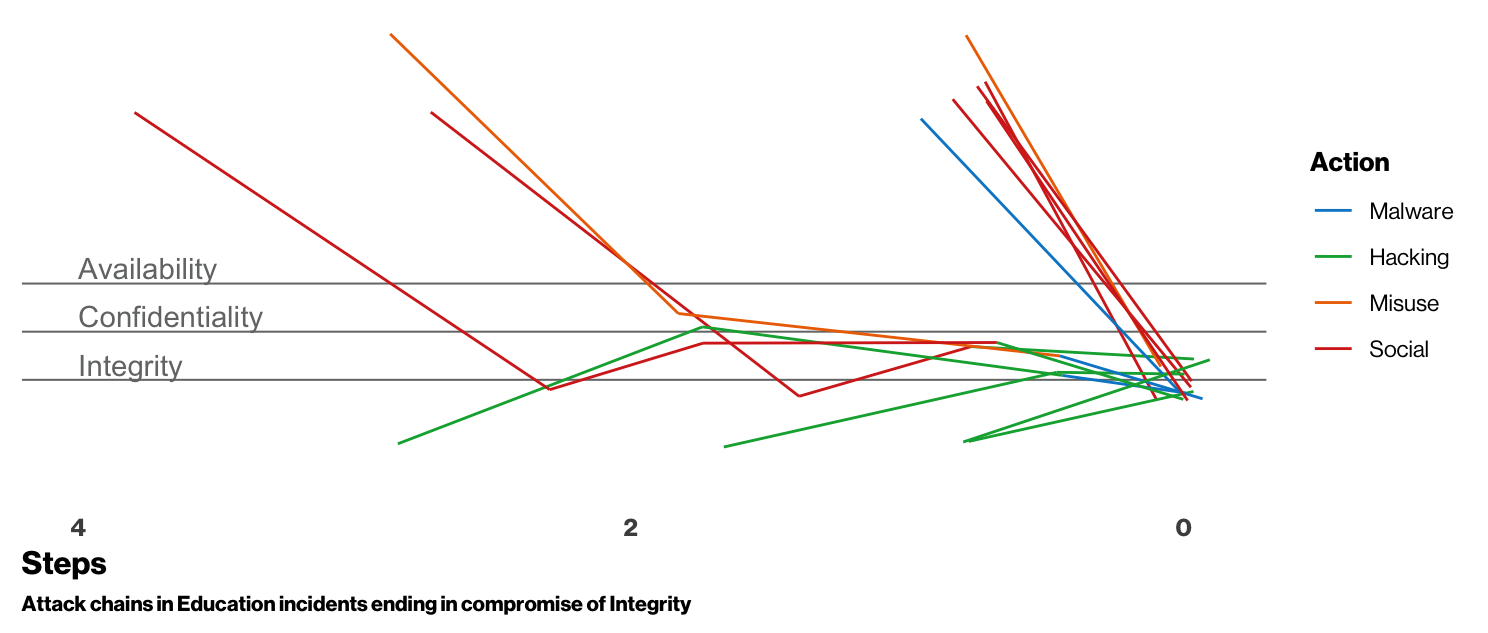 Availability
Confidentiality
Integrity
4 2 0
Steps
Attack chains in Education incidents ending in compromise of Integrity
Action
Malware
Hacking
Misuse
Social